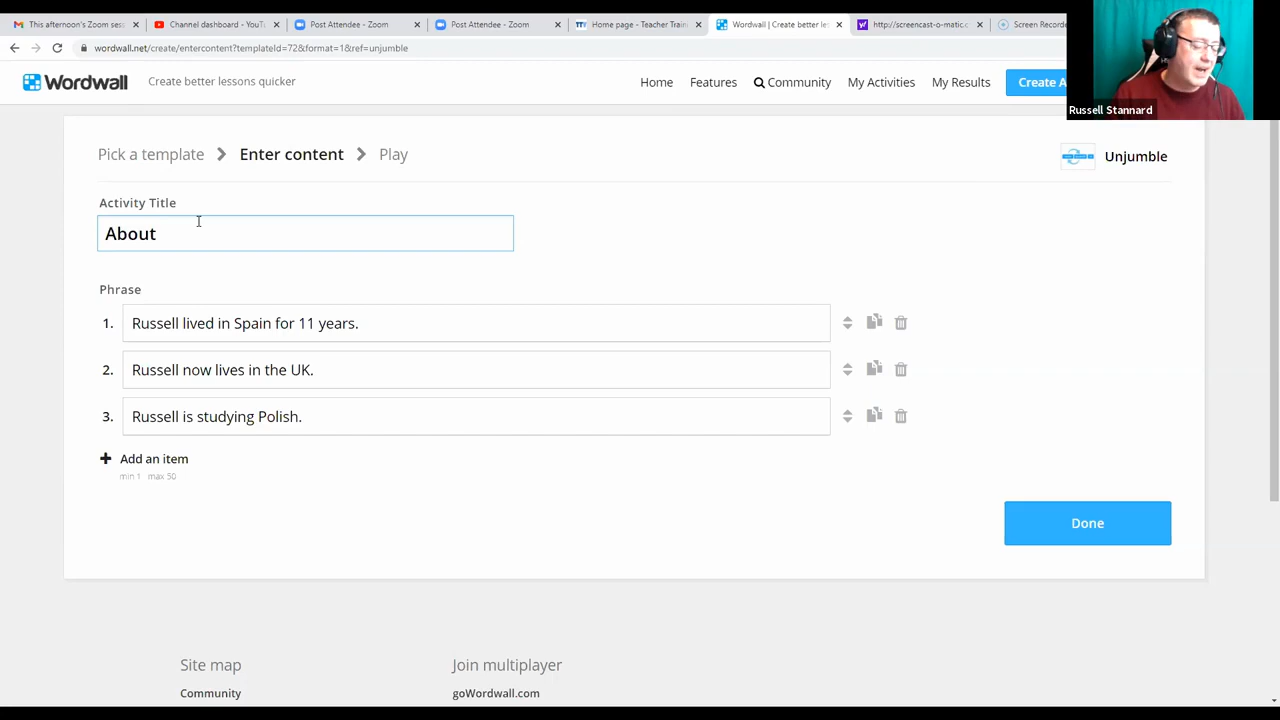 This afternoon's Zoom sess
Channel dashboard - YouTu
Post Attendee - Zoom
Post Attendee - Zoom
Home page - Teacher Train
Wordwall | Create better les
http://screencast-o-matic.c
Screen Recorde
wordwall.net/create/entercontent?templateId=72&format=1&ref=unjumble
Wordwall
Create better lessons quicker
Home
Features
Community
My Activities
My Results
Create A
Russell Stannard
Pick a template
Enter content
Play
Unjumble
Activity Title
About
Phrase
1. Russell lived in Spain for 11 years.
2. Russell now lives in the UK.
3. Russell is studying Polish.
+ Add an item
min 1 max 50
Done
Site map
Join multiplayer
Community
goWordwall.com